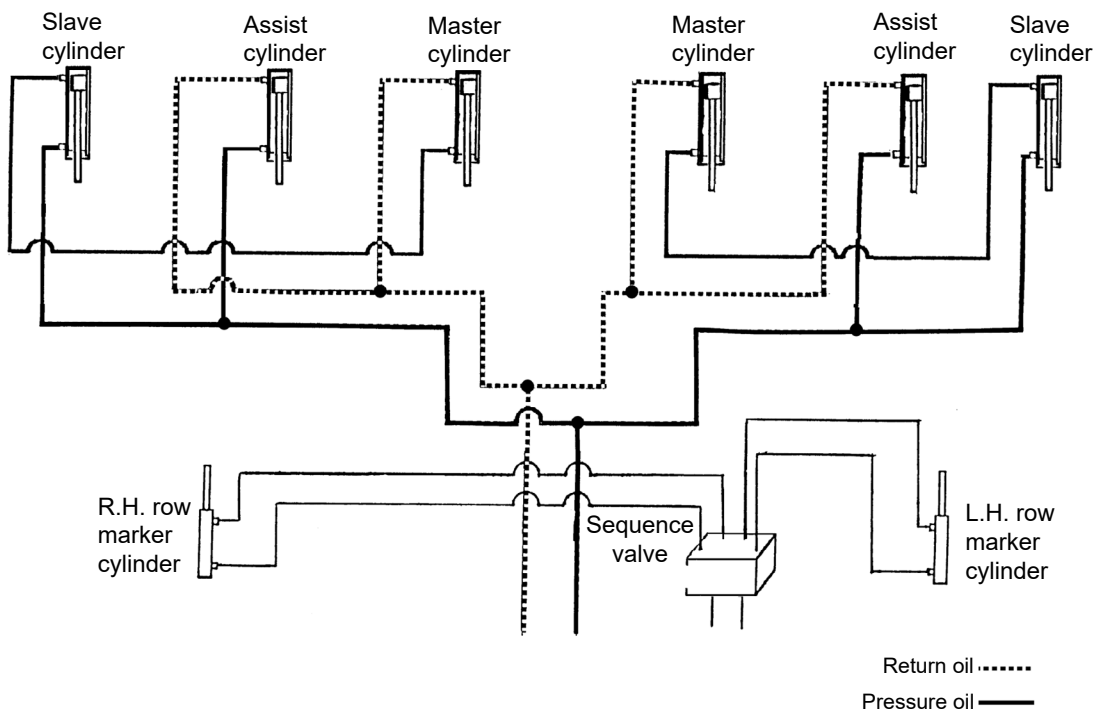 Slave
cylinder
Assist
cylinder
Master
cylinder
Master
cylinder
Assist
cylinder
Slave
cylinder
R.H. row
marker
cylinder
Sequence
valve
L.H. row
marker
cylinder
Return oil
Pressure oil